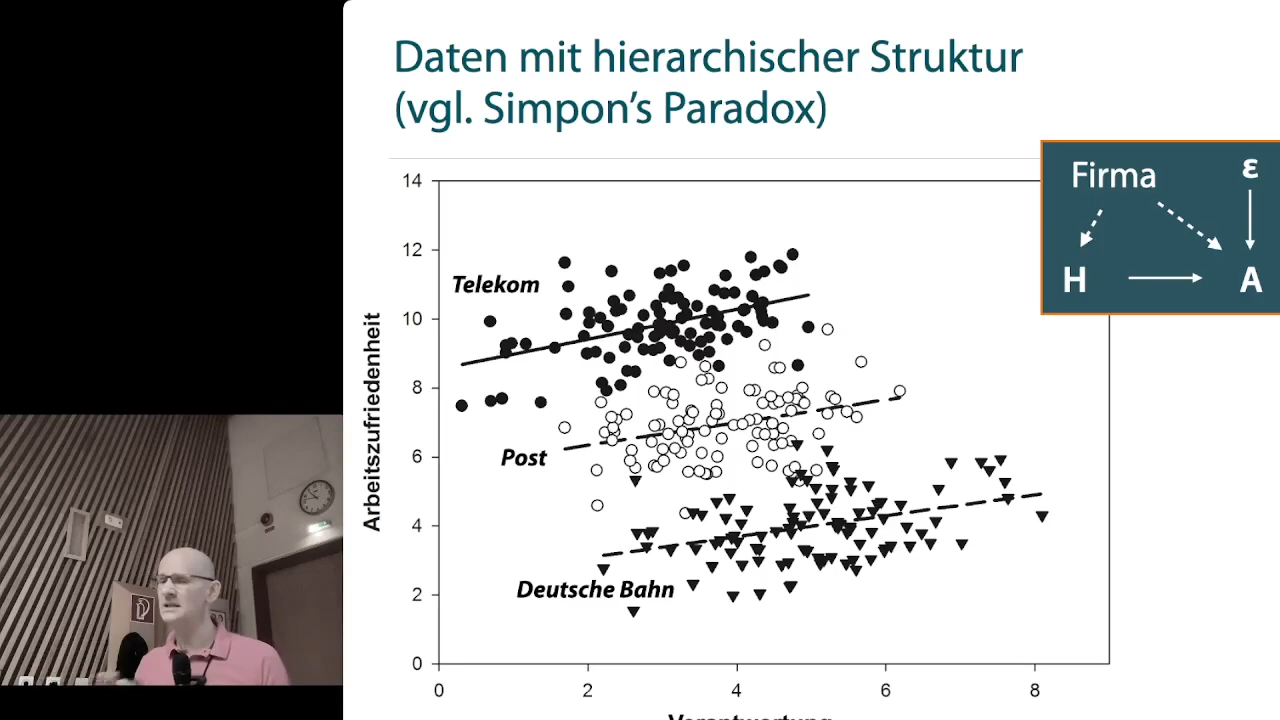 Daten mit hierarchischer Struktur
(vgl. Simpon’s Paradox)
Firma
ε
H
A
14
12
10
8
6
4
2
0
Arbeitszufriedenheit
Telekom
Post
Deutsche Bahn
0
2
4
6
8
Verantwortung